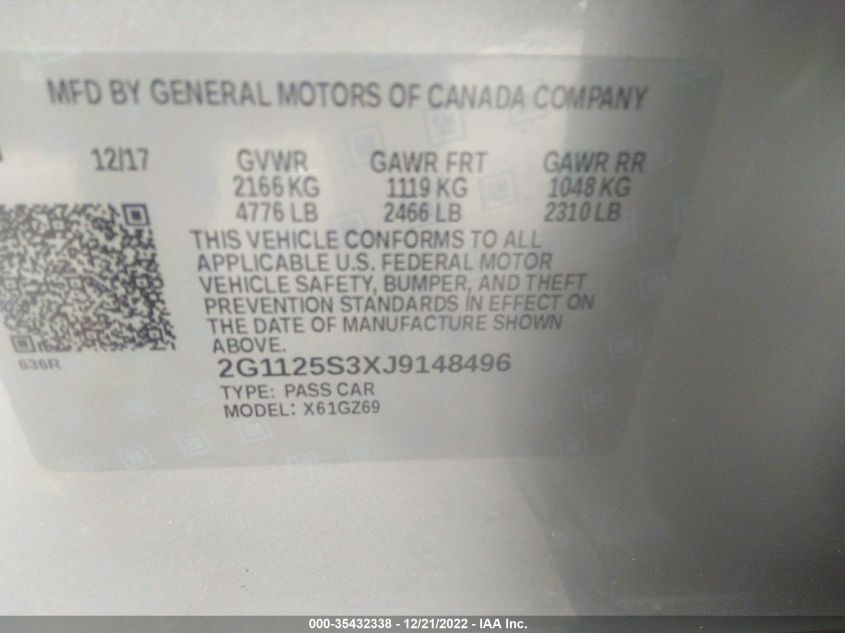 MFD BY GENERAL MOTORS OF CANADA COMPANY
12/17 GVWR GAWR FRT GAWR RR
2166 KG 1119 KG 1048 KG
4776 LB 2466 LB 2310 LB
THIS VEHICLE CONFORMS TO ALL
APPLICABLE U.S. FEDERAL MOTOR
VEHICLE SAFETY, BUMPER, AND THEFT
PREVENTION STANDARDS IN EFFECT ON
THE DATE OF MANUFACTURE SHOWN
ABOVE.
636R
2G1125S3XJ9148496
TYPE: PASS CAR
MODEL: X61GZ69
000-35432338 - 12/21/2022 - IAA Inc.